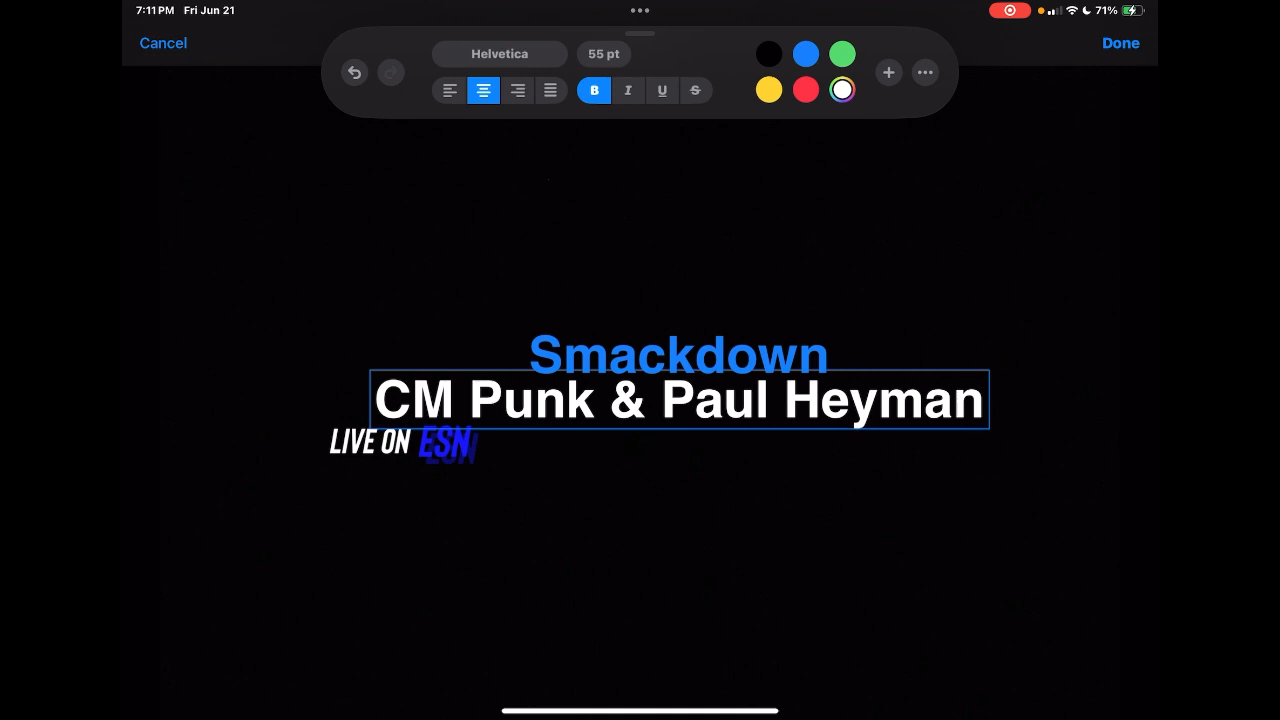 7:11 PM Fri Jun 21
71%
Cancel
Helvetica
55 pt
Done
B I U S
Smackdown
CM Punk & Paul Heyman
LIVE ON ESN